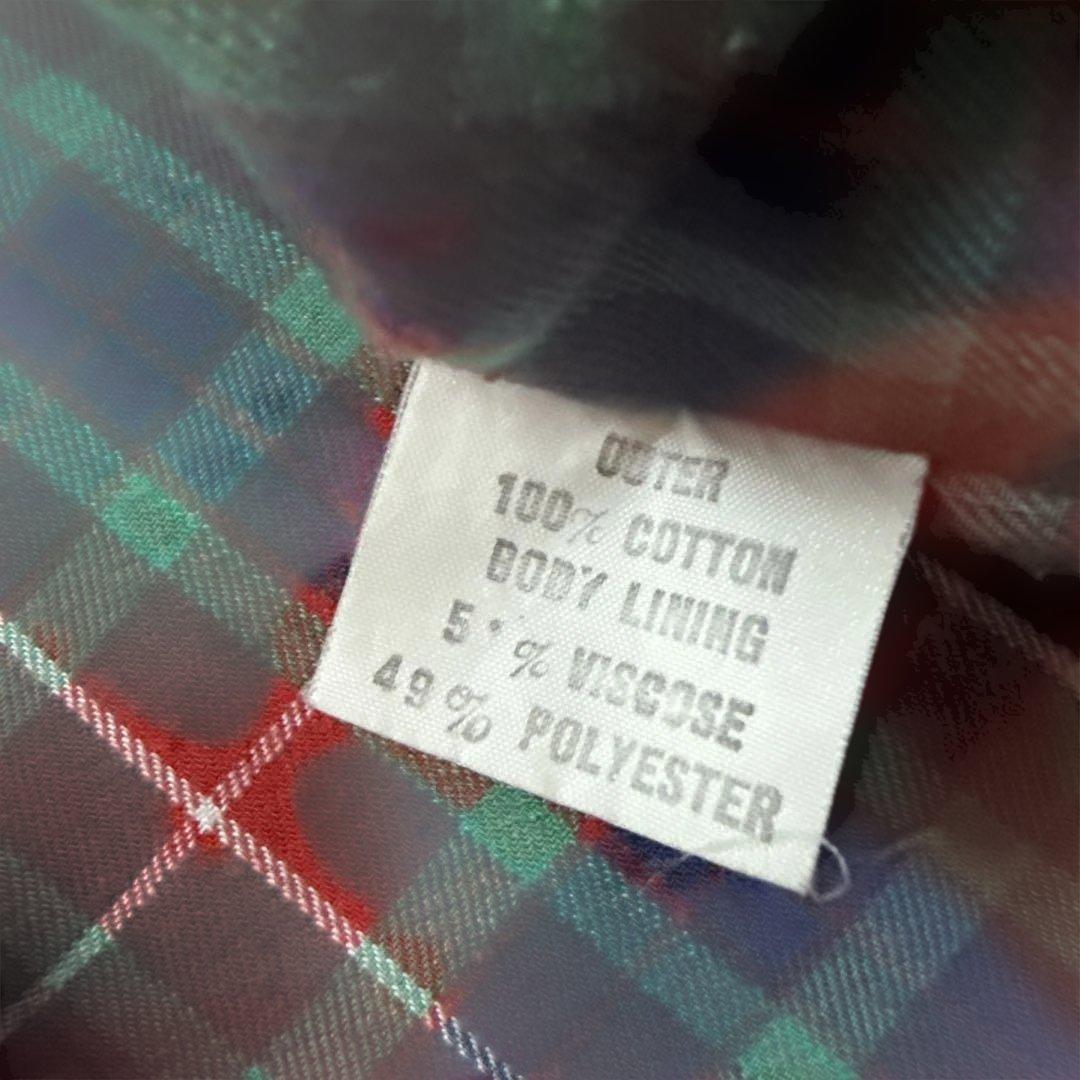 OUTER
100% COTTON
BODY LINING
% VISCOSE
49% POLYESTER